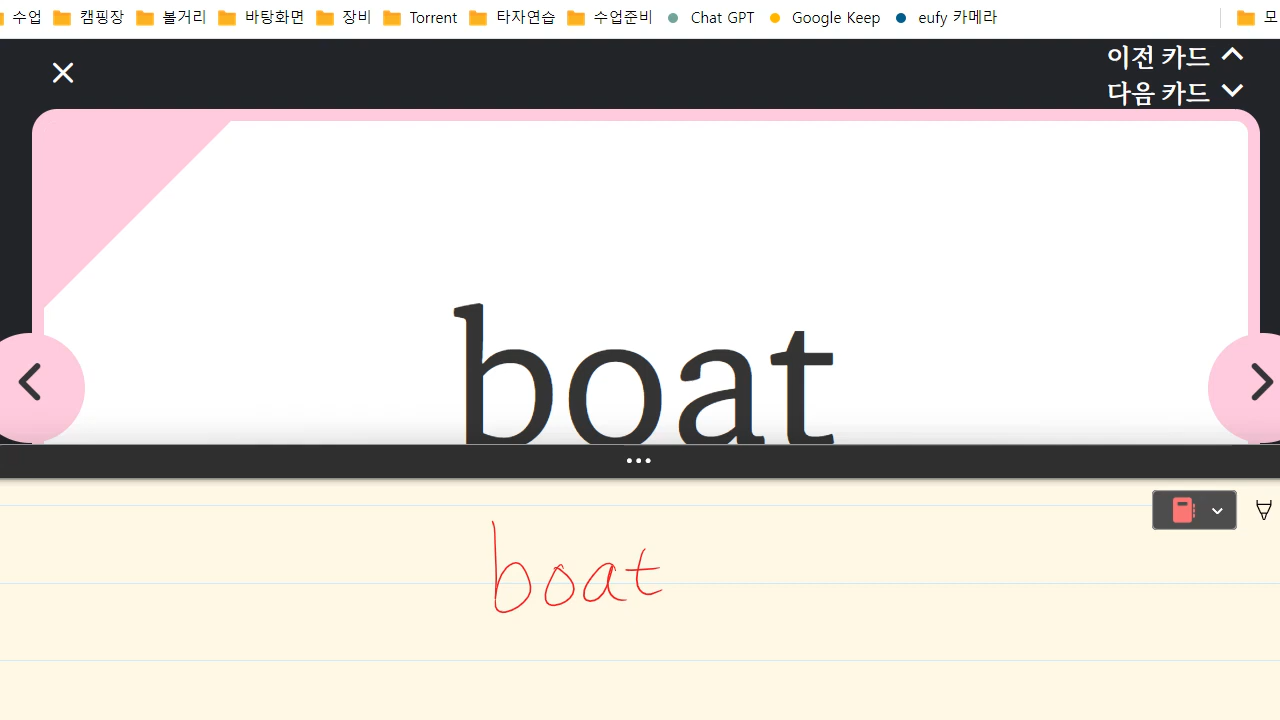 수업 캠핑장 볼거리 바탕화면 장비 Torrent 타자연습 수업준비 Chat GPT Google Keep eufy 카메라 모
이전 카드
다음 카드
boat
boat